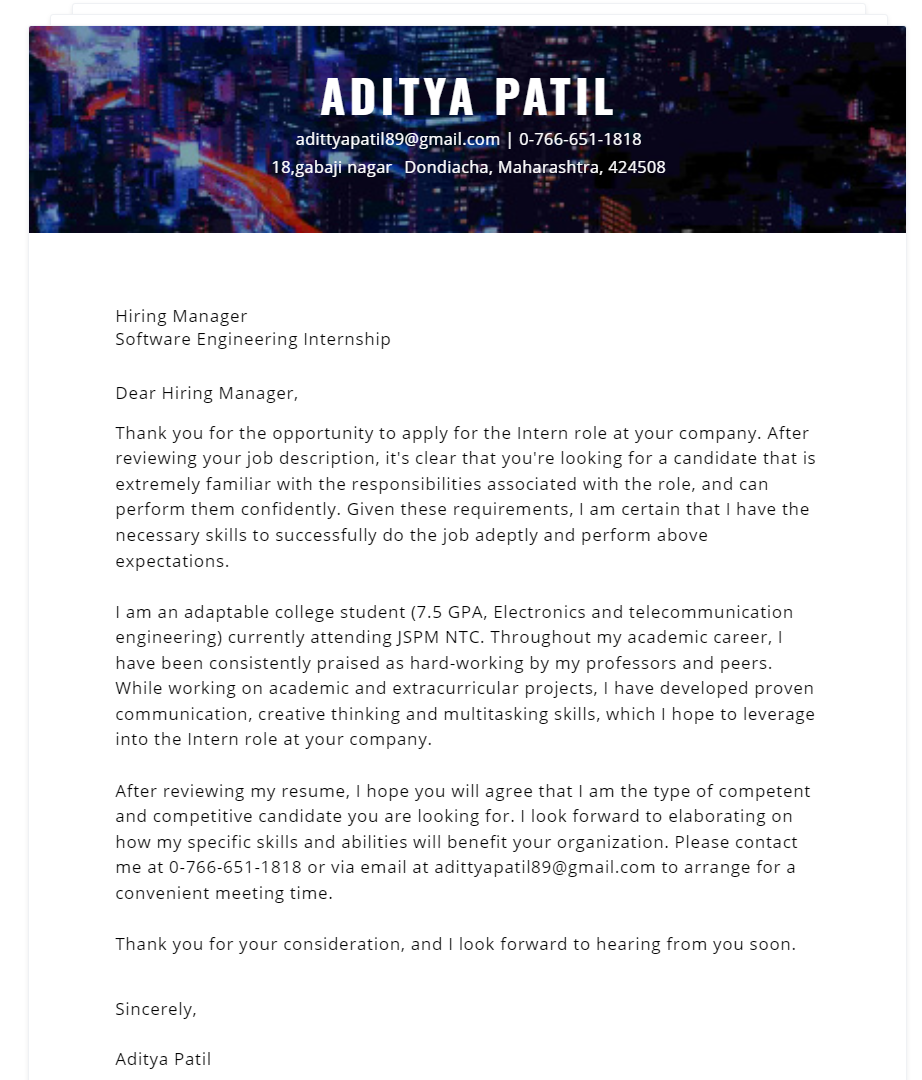 ADITYA PATIL
adittyapatil89@gmail.com | 0-766-651-1818
18,gabaji nagar Dondiacha, Maharashtra, 424508
Hiring Manager
Software Engineering Internship
Dear Hiring Manager,
Thank you for the opportunity to apply for the Intern role at your company. After
reviewing your job description, it's clear that you're looking for a candidate that is
extremely familiar with the responsibilities associated with the role, and can
perform them confidently. Given these requirements, I am certain that I have the
necessary skills to successfully do the job adeptly and perform above
expectations.
I am an adaptable college student (7.5 GPA, Electronics and telecommunication
engineering) currently attending JSPM NTC. Throughout my academic career, I
have been consistently praised as hard-working by my professors and peers.
While working on academic and extracurricular projects, I have developed proven
communication, creative thinking and multitasking skills, which I hope to leverage
into the Intern role at your company.
After reviewing my resume, I hope you will agree that I am the type of competent
and competitive candidate you are looking for. I look forward to elaborating on
how my specific skills and abilities will benefit your organization. Please contact
me at 0-766-651-1818 or via email at adittyapatil89@gmail.com to arrange for a
convenient meeting time.
Thank you for your consideration, and I look forward to hearing from you soon.
Sincerely,
Aditya Patil